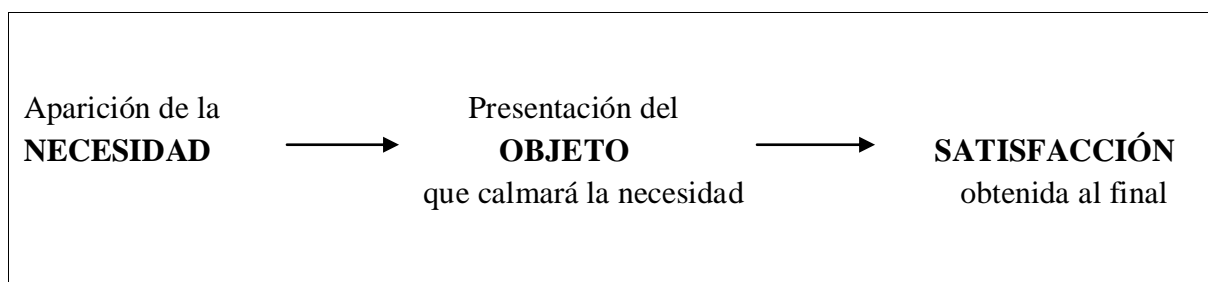 Aparición de la
NECESIDAD
Presentación del
OBJETO
que calmará la necesidad
SATISFACCIÓN
obtenida al final